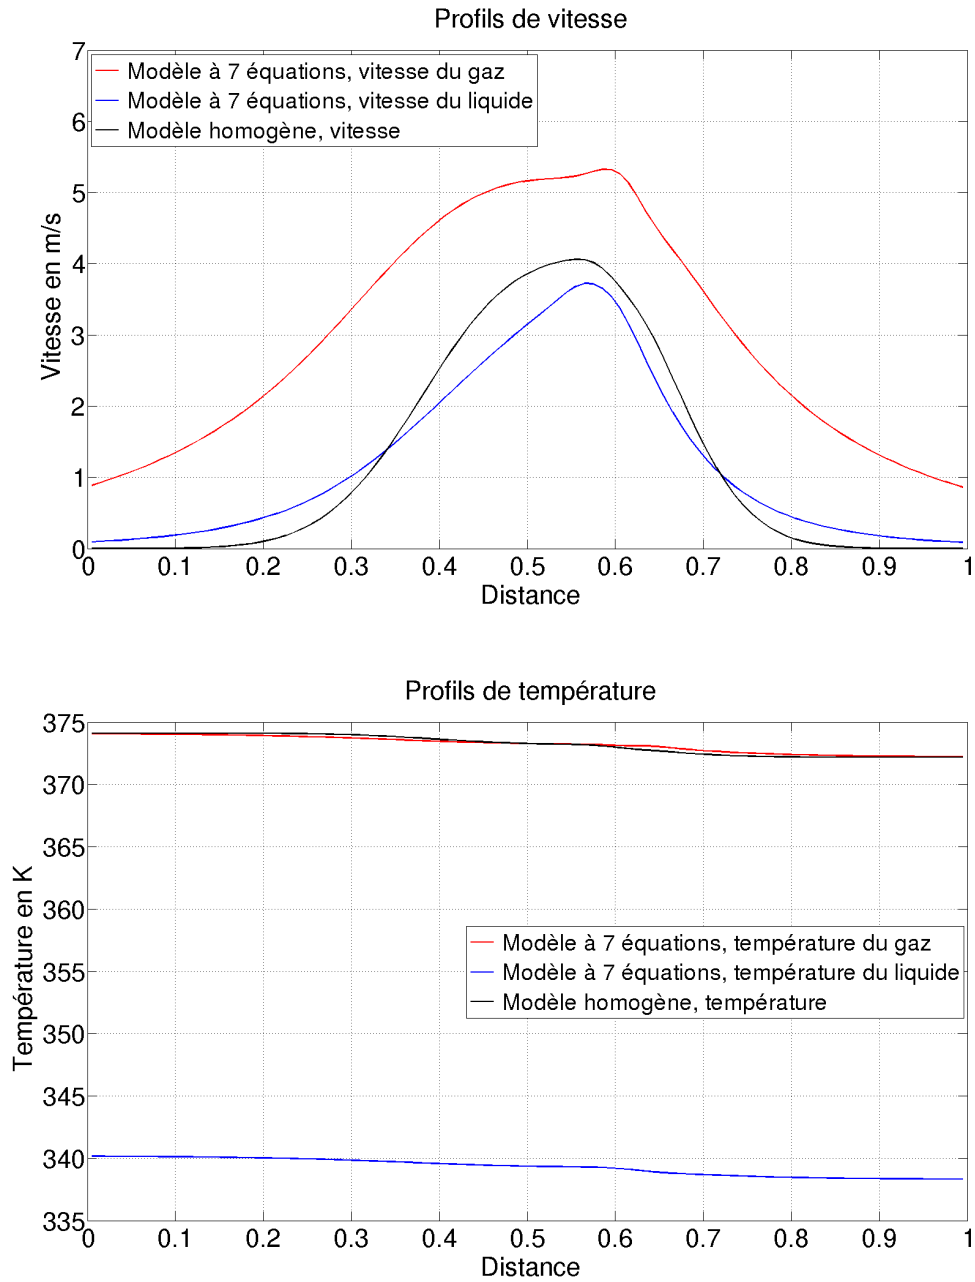 Profils de vitesse
7
6
5
4
3
2
1
0
Vitesse en m/s
Modèle à 7 équations, vitesse du gaz
Modèle à 7 équations, vitesse du liquide
Modèle homogène, vitesse
0 0.1 0.2 0.3 0.4 0.5 0.6 0.7 0.8 0.9 1
Distance
Profils de température
375
370
365
360
355
350
345
340
335
Température en K
Modèle à 7 équations, température du gaz
Modèle à 7 équations, température du liquide
Modèle homogène, température
0 0.1 0.2 0.3 0.4 0.5 0.6 0.7 0.8 0.9 1
Distance